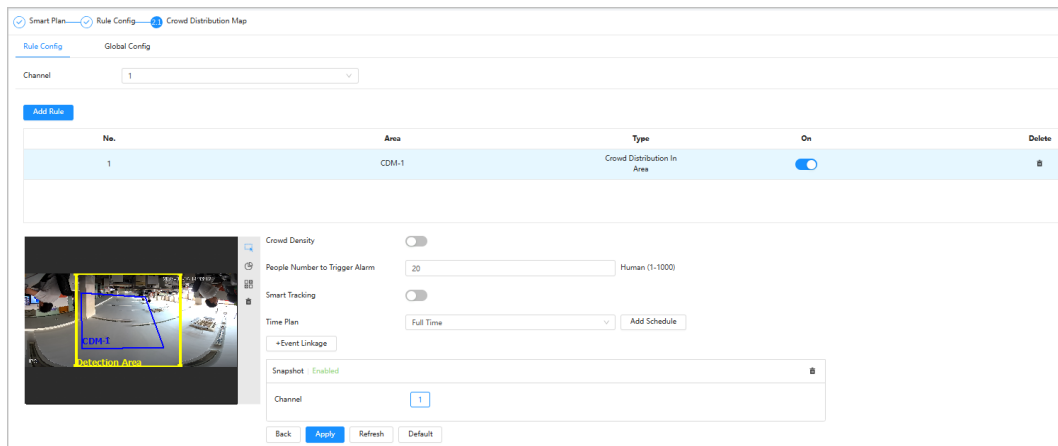 Smart Plan Rule Config 2.1 Crowd Distribution Map
Rule Config Global Config
Channel 1
Add Rule
No. Area Type On Delete
1 CDM-1 Crowd Distribution In
Area
Crowd Density
People Number to Trigger Alarm 20 Human (1-1000)
Smart Tracking
Time Plan Full Time Add Schedule
+Event Linkage
CDM-1
IPC
Detection Area
Snapshot : Enabled
Channel 1
Back Apply Refresh Default